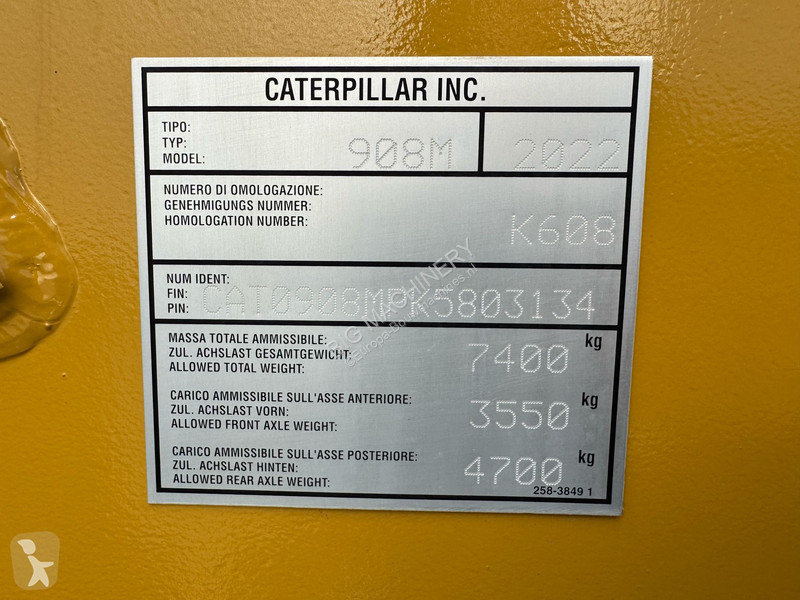 CATERPILLAR INC.
TIPO:
TYP:
MODEL: 908M 2022
NUMERO DI OMOLOGAZIONE:
GENEHMIGUNGS NUMMER:
HOMOLOGATION NUMBER: K608
NUM IDENT:
FIN:
PIN:
MASSA TOTALE AMMISSIBILE:
ZUL. ACHSLAST GESAMTGEWICHT: 7400 kg
ALLOWED TOTAL WEIGHT:
CARICO AMMISSIBILE SULL'ASSE ANTERIORE:
ZUL. ACHSLAST VORN: 3550 kg
ALLOWED FRONT AXLE WEIGHT:
CARICO AMMISSIBILE SULL'ASSE POSTERIORE:
ZUL. ACHSLAST HINTEN: 4700 kg
ALLOWED REAR AXLE WEIGHT:
258-3849 1
BIG MACHINERY